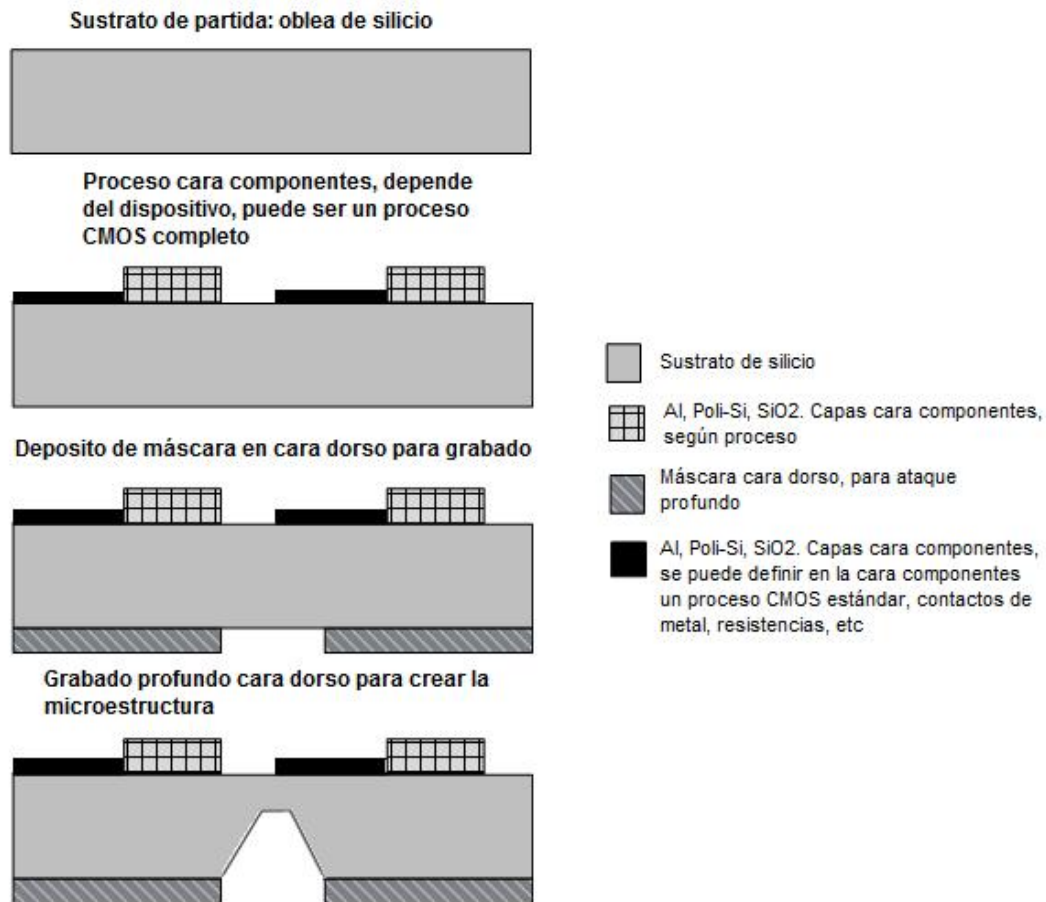 Sustrato de partida: oblea de silicio
Proceso cara componentes, depende
del dispositivo, puede ser un proceso
CMOS completo
Deposito de máscara en cara dorso para grabado
Grabado profundo cara dorso para crear la
microestructura
Sustrato de silicio
Al, Poli-Si, SiO2. Capas cara componentes,
según proceso
Máscara cara dorso, para ataque
profundo
Al, Poli-Si, SiO2. Capas cara componentes,
se puede definir en la cara componentes
un proceso CMOS estándar, contactos de
metal, resistencias, etc